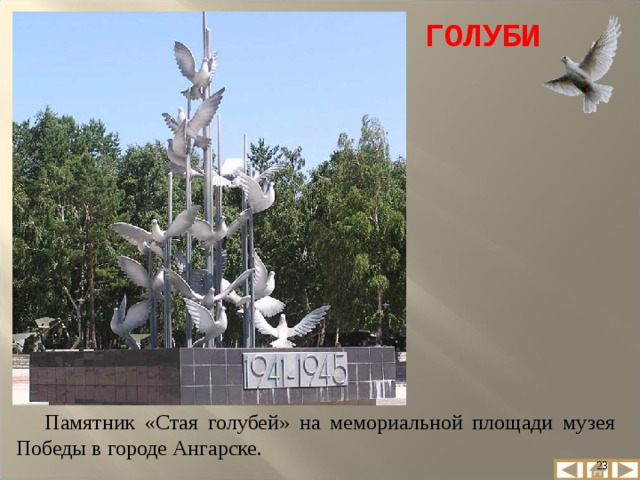 ГОЛУБИ
1941-1945
Памятник «Стая голубей» на мемориальной площади музея
Победы в городе Ангарске.
23